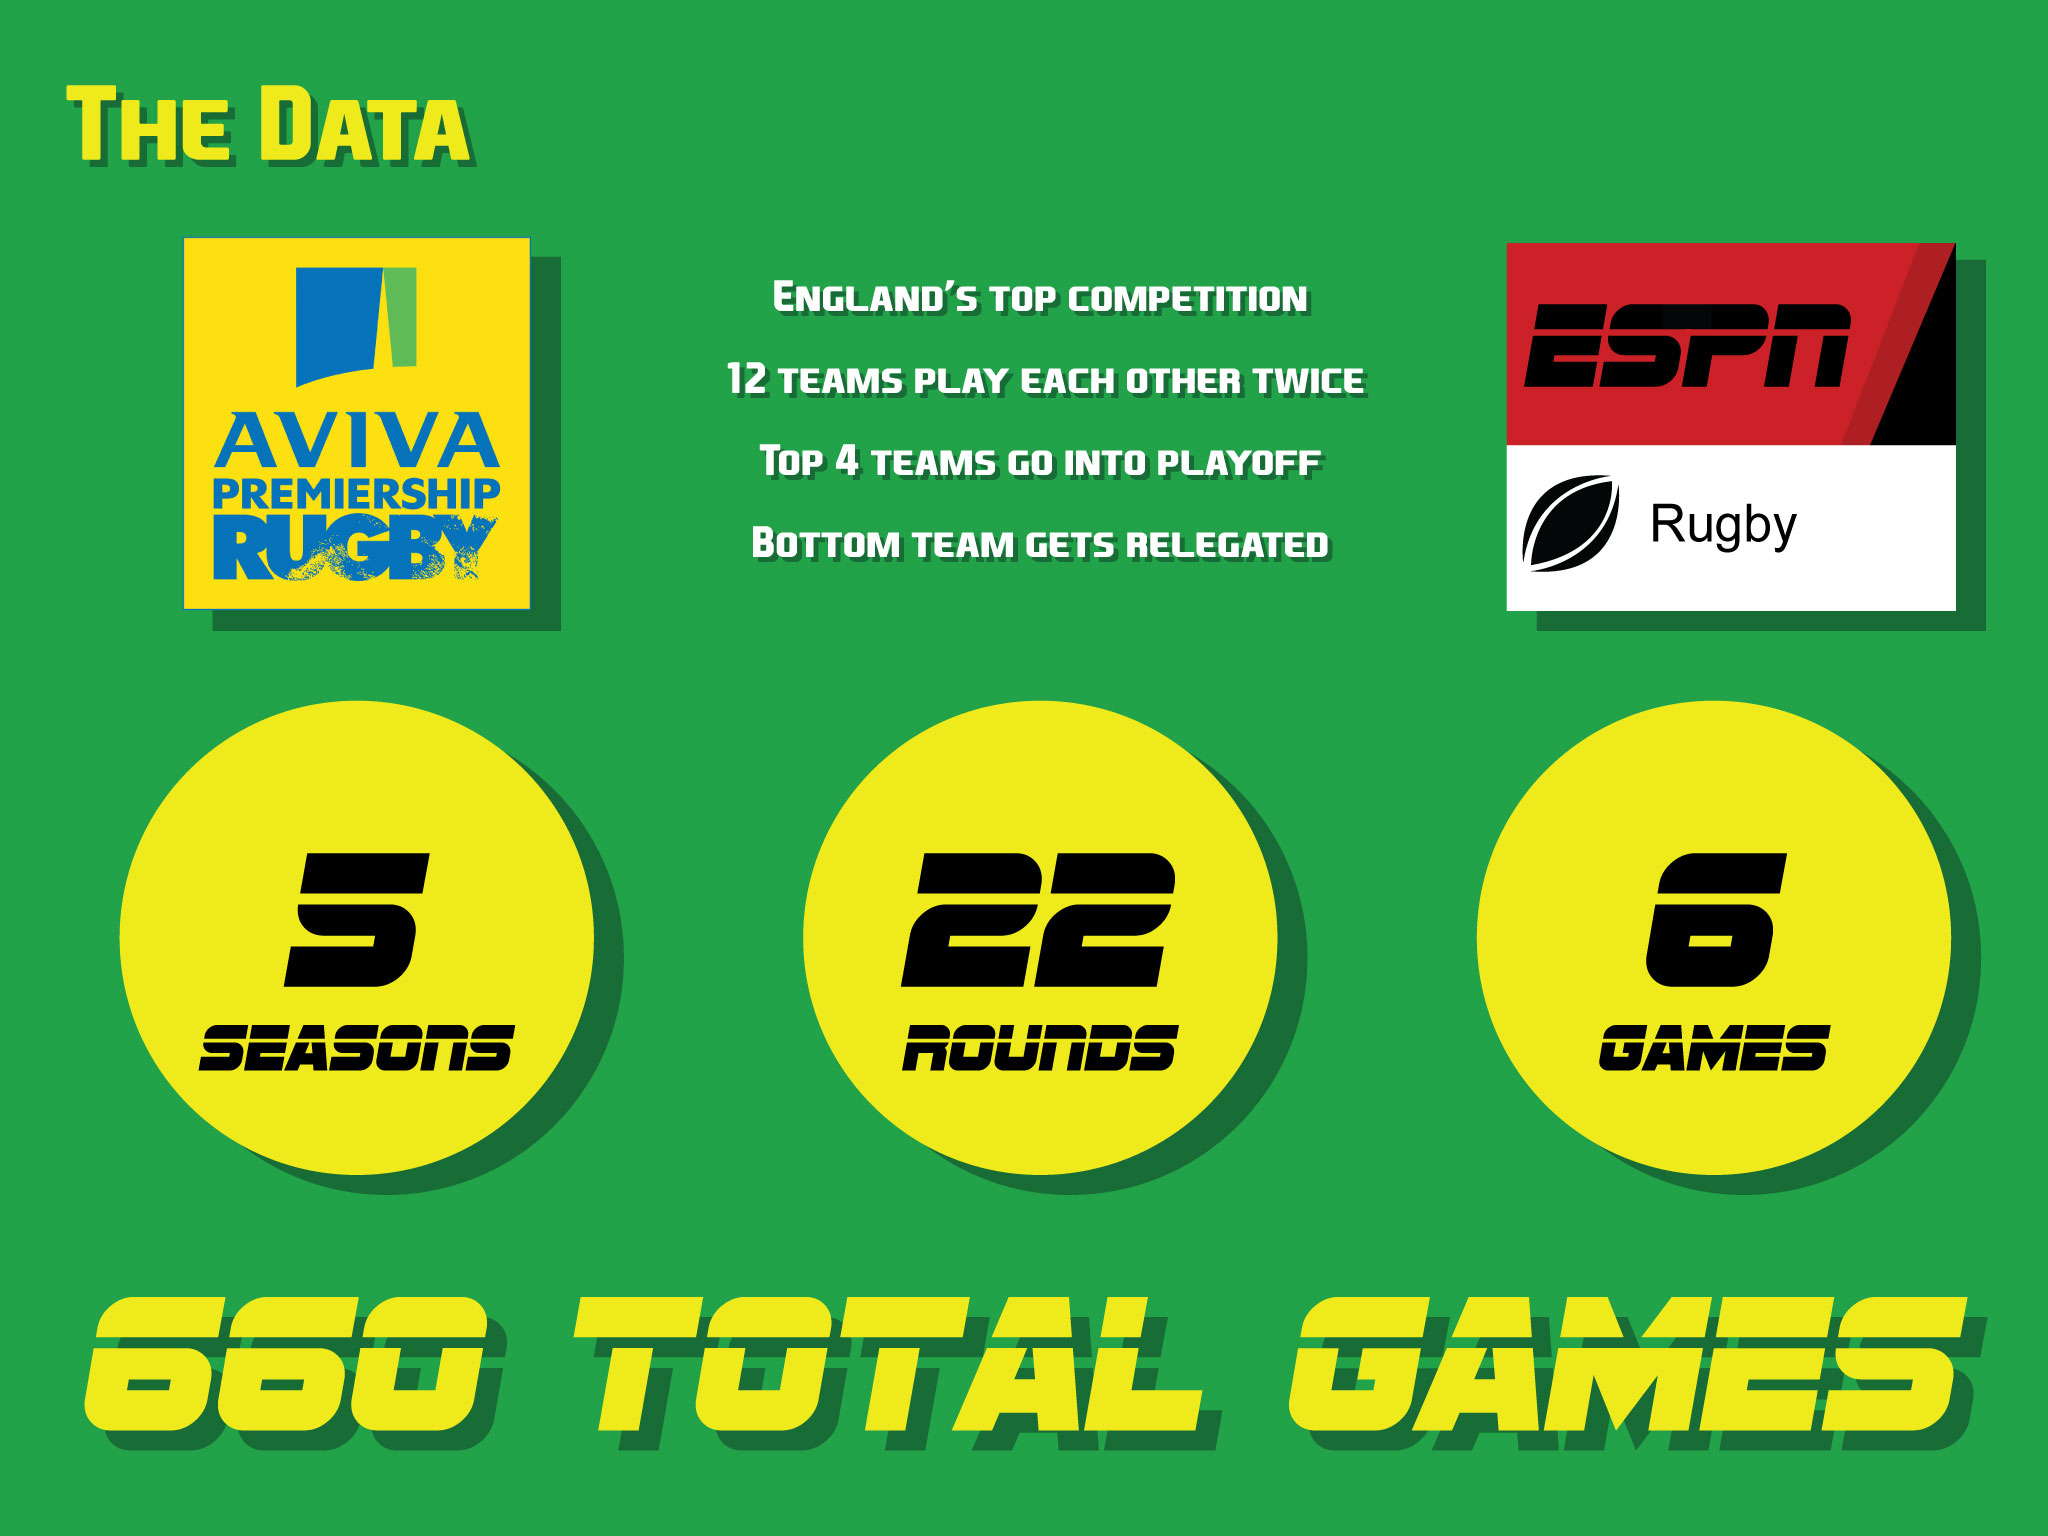 The Data
AVIVA
PREMIERSHIP
RUGBY
England's top competition
12 teams play each other twice
Top 4 teams go into playoff
Bottom team gets relegated
ESPN
Rugby
5
SEASONS
22
ROUNDS
6
GAMES
660 TOTAL GAMES